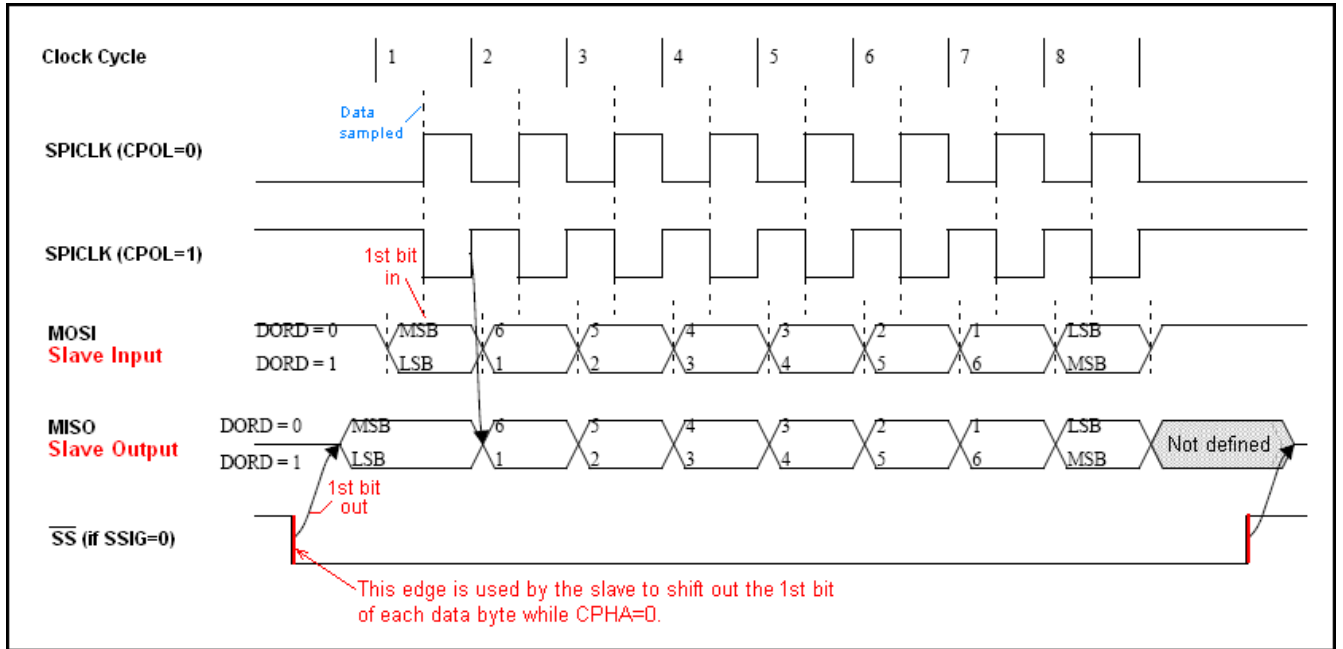 Clock Cycle 1 2 3 4 5 6 7 8
Data
sampled
SPICLK (CPOL=0)
SPICLK (CPOL=1)
1st bit
in
MOSI DORD = 0 MSB 6 5 4 3 2 1 LSB
Slave Input DORD = 1 LSB 1 2 3 4 5 6 MSB
MISO DORD = 0 MSB 6 5 4 3 2 1 LSB
Slave Output DORD = 1 LSB 1 2 3 4 5 6 MSB Not defined
1st bit
out
SS (if SSIG=0)
This edge is used by the slave to shift out the 1st bit
of each data byte while CPHA=0.